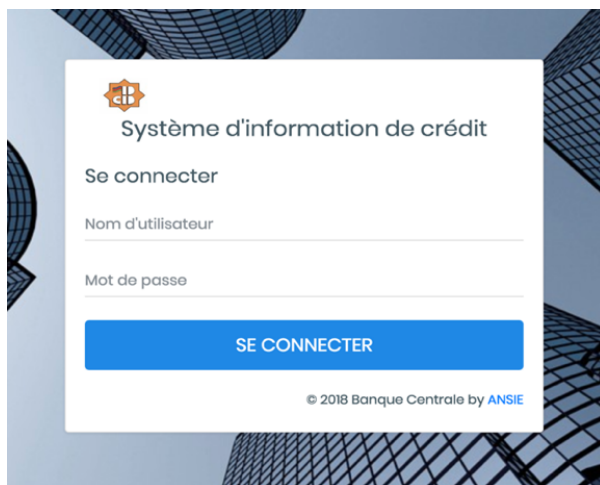 Système d'information de crédit
Se connecter
Nom d'utilisateur
Mot de passe
SE CONNECTER
© 2018 Banque Centrale by ANSIE